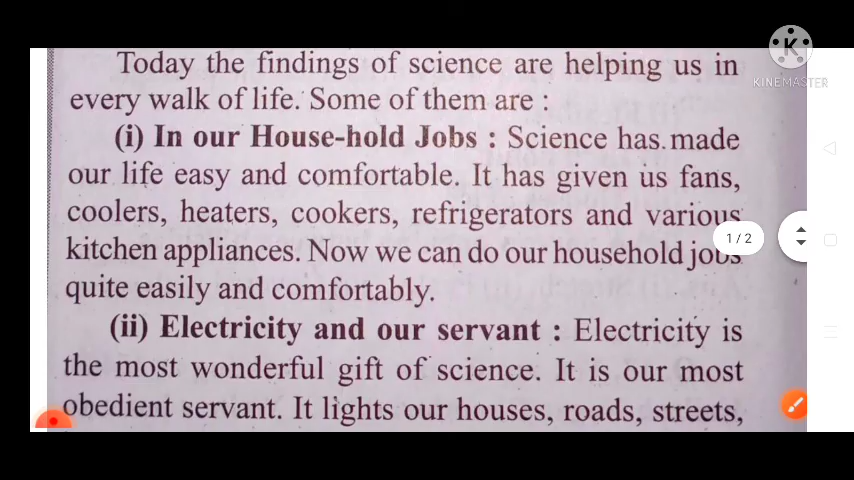 Today the findings of science are helping us in
every walk of life. Some of them are :
(i) In our House-hold Jobs : Science has made
our life easy and comfortable. It has given us fans,
coolers, heaters, cookers, refrigerators and various
kitchen appliances. Now we can do our household jobs
quite easily and comfortably.
(ii) Electricity and our servant : Electricity is
the most wonderful gift of science. It is our most
obedient servant. It lights our houses, roads, streets,
K
KINEMASTER
1 / 2